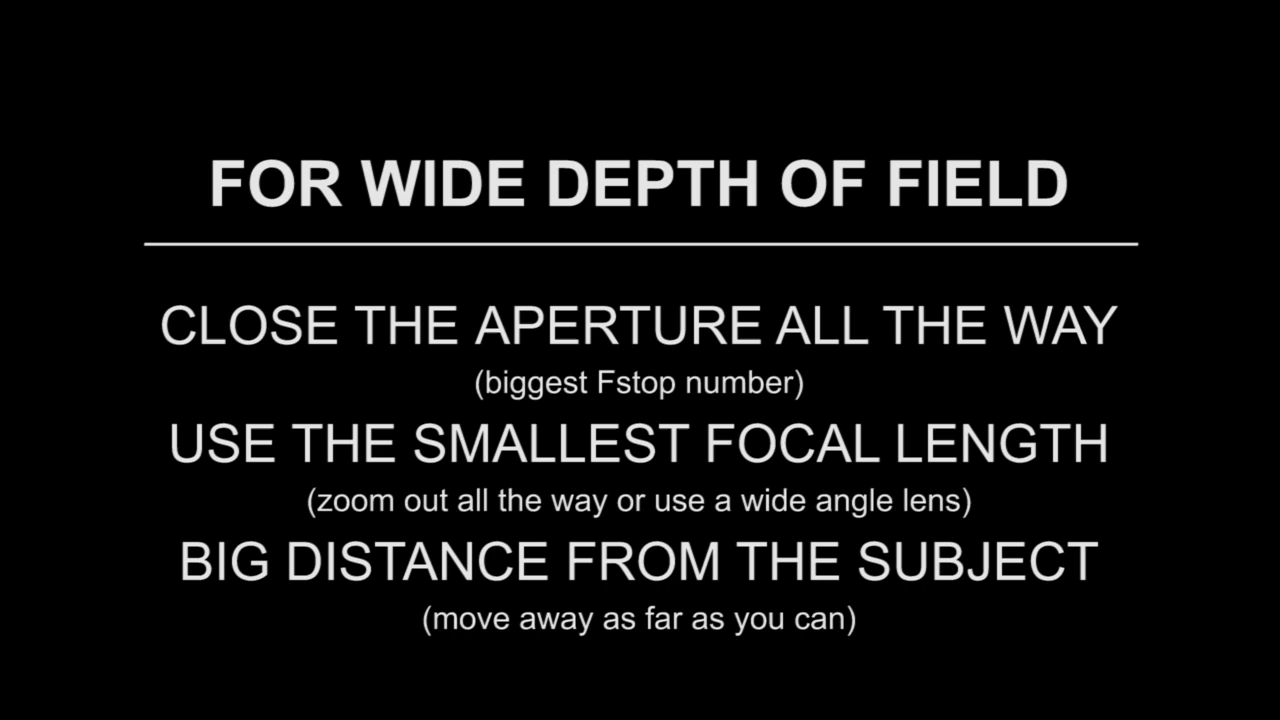 FOR WIDE DEPTH OF FIELD
CLOSE THE APERTURE ALL THE WAY
(biggest Fstop number)
USE THE SMALLEST FOCAL LENGTH
(zoom out all the way or use a wide angle lens)
BIG DISTANCE FROM THE SUBJECT
(move away as far as you can)